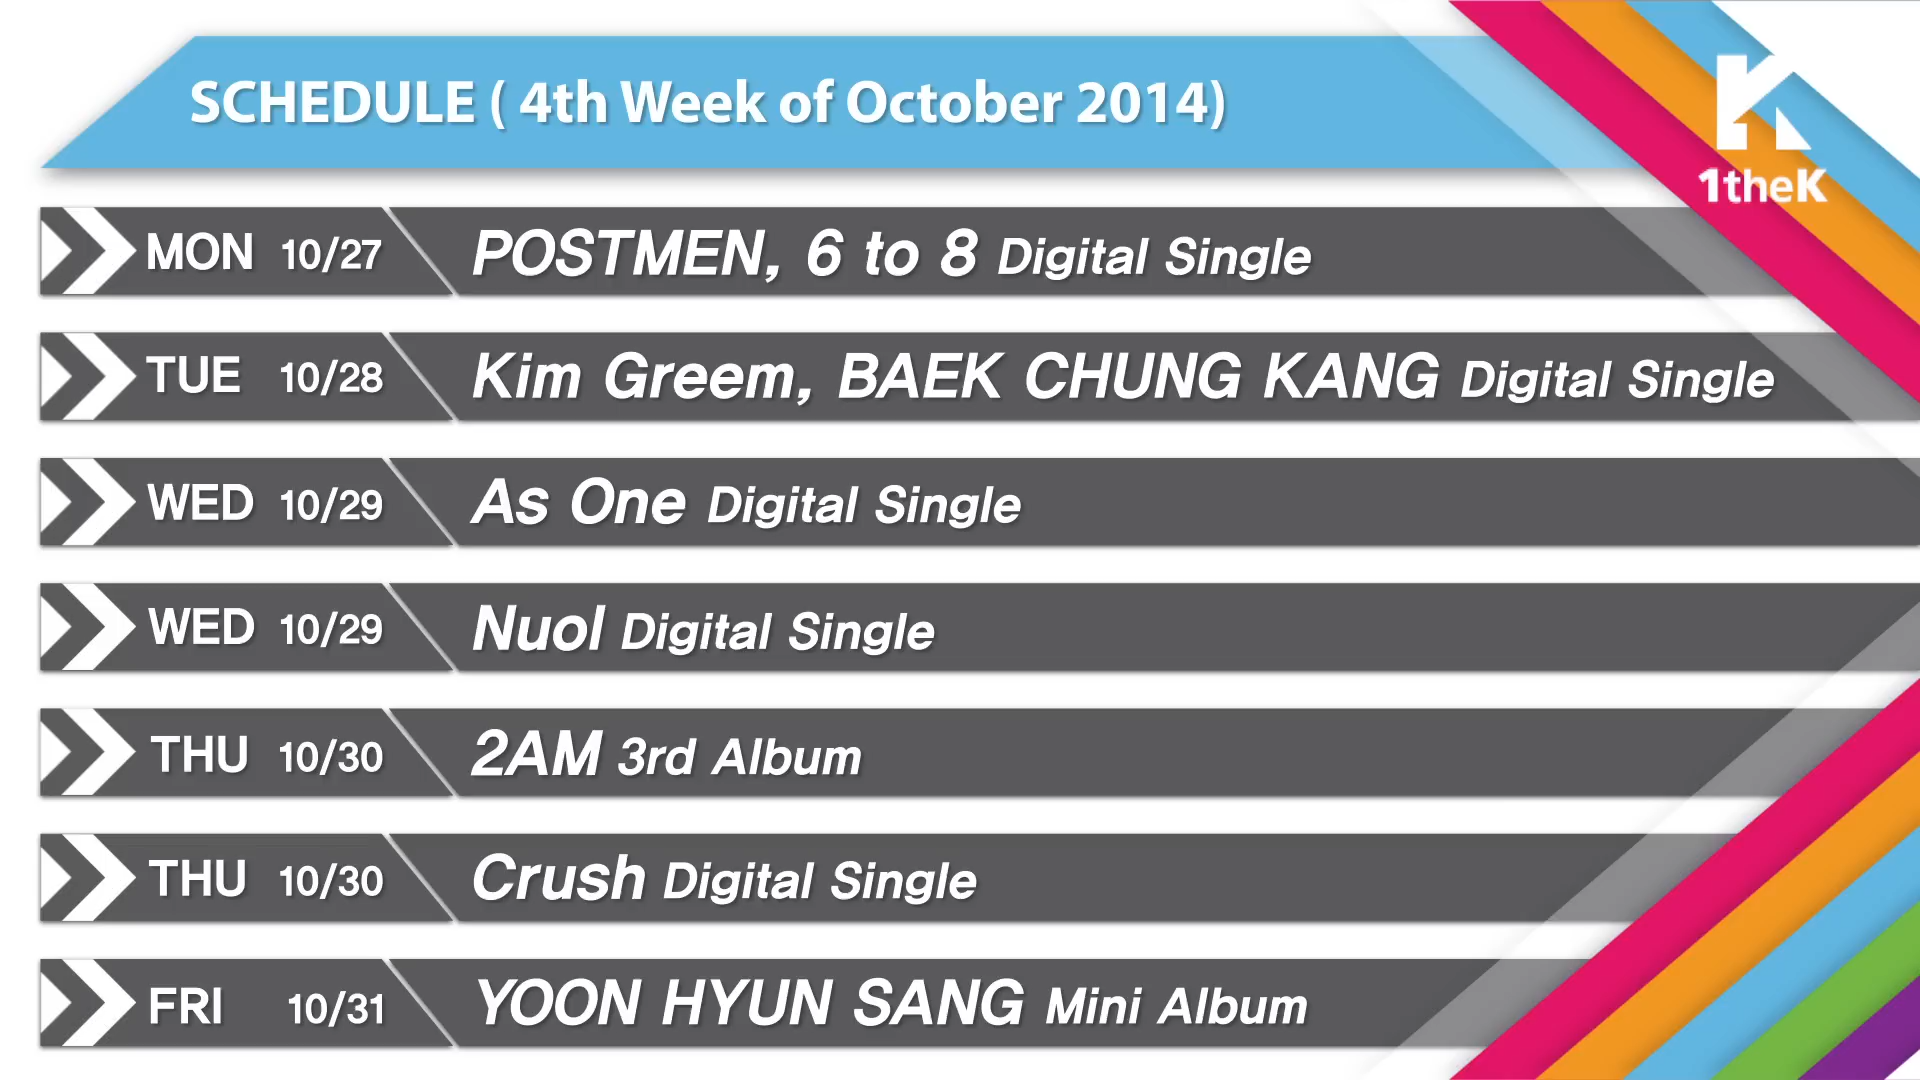 SCHEDULE ( 4th Week of October 2014)
1theK
MON 10/27 POSTMEN, 6 to 8 Digital Single
TUE 10/28 Kim Greem, BAEK CHUNG KANG Digital Single
WED 10/29 As One Digital Single
WED 10/29 Nuol Digital Single
THU 10/30 2AM 3rd Album
THU 10/30 Crush Digital Single
FRI 10/31 YOON HYUN SANG Mini Album